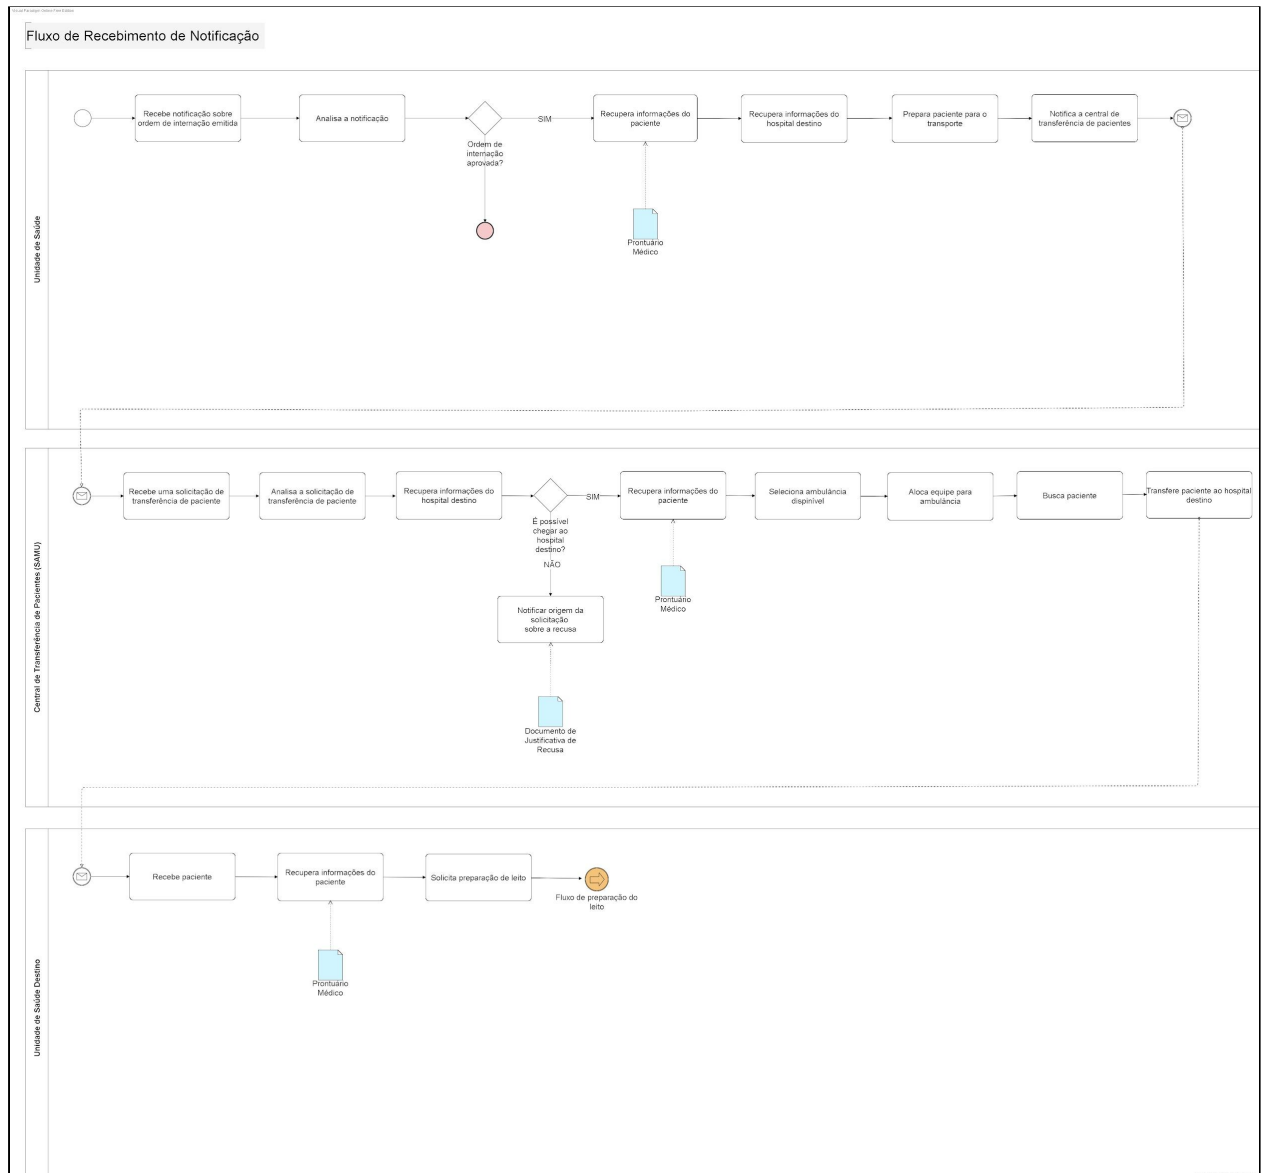 Visual Paradigm Online Free Edition
Fluxo de Recebimento de Notificação
Unidade de Saúde
Recebe notificação sobre
ordem de internação emitida
Analisa a notificação
Ordem de
internação
aprovada?
SIM
Recupera informações do
paciente
Recupera informações do
hospital destino
Prepara paciente para o
transporte
Notifica a central de
transferência de pacientes
Prontuário
Médico
Central de Transferência de Pacientes (SAMU)
Recebe uma solicitação de
transferência de paciente
Analisa a solicitação de
transferência de paciente
Recupera informações do
hospital destino
É possível
chegar ao
hospital
destino?
SIM
NÃO
Recupera informações do
paciente
Seleciona ambulância
dispinível
Aloca equipe para
ambulância
Busca paciente
Transfere paciente ao hospital
destino
Prontuário
Médico
Notificar origem da
solicitação
sobre a recusa
Documento de
Justificativa de
Recusa
Unidade de Saúde Destino
Recebe paciente
Recupera informações do
paciente
Solicita preparação de leito
Fluxo de preparação do
leito
Prontuário
Médico